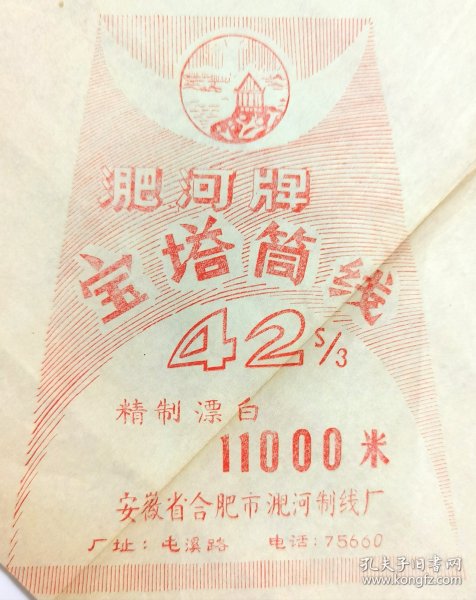 淝河牌
宝塔筒线
42s/3
精制漂白
11000米
安徽省合肥市淝河制线厂
厂址：屯溪路 电话：75660
孔夫子旧书网
www.kongfz.com